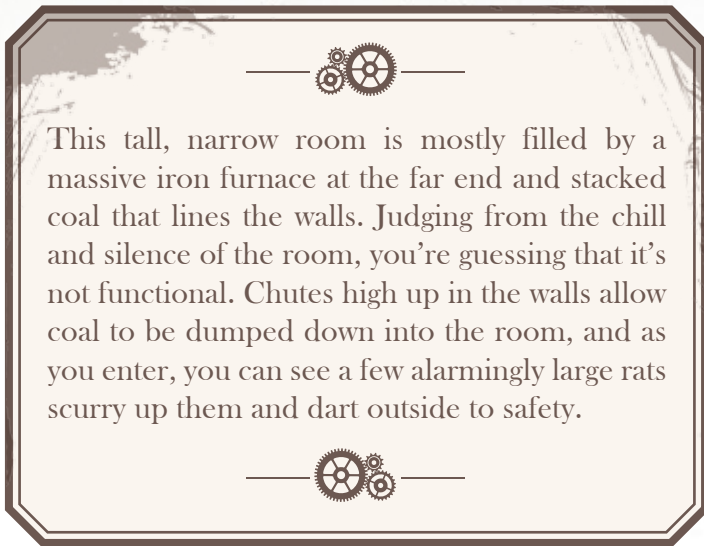 This tall, narrow room is mostly filled by a
massive iron furnace at the far end and stacked
coal that lines the walls. Judging from the chill
and silence of the room, you’re guessing that it’s
not functional. Chutes high up in the walls allow
coal to be dumped down into the room, and as
you enter, you can see a few alarmingly large rats
scurry up them and dart outside to safety.